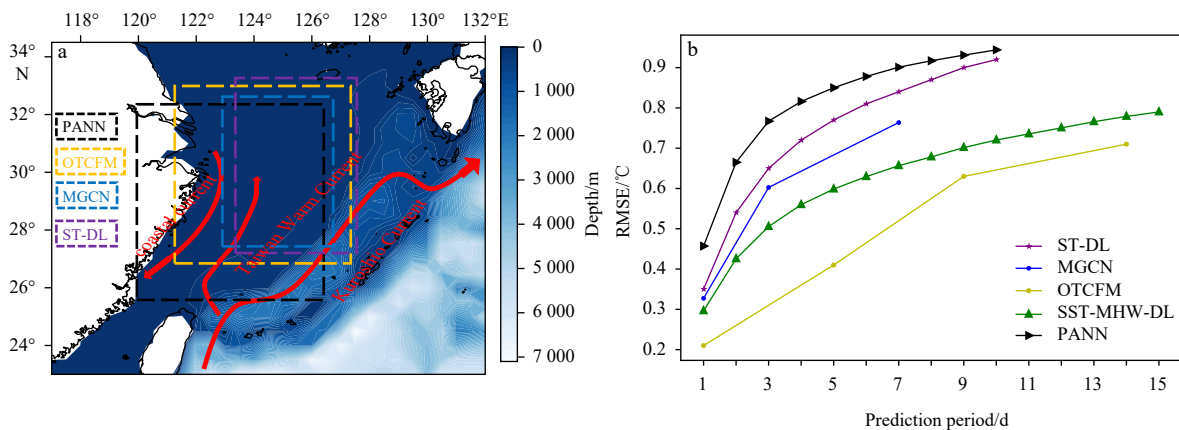 118° 120° 122° 124° 126° 128° 130° 132°E
34°
N
32°
30°
28°
26°
24°
a
PANN
OTCFM
MGCN
ST-DL
coastal current
Taiwan Warm Current
Kuroshio Current
0
1 000
2 000
3 000
4 000
5 000
6 000
7 000
Depth/m
b
0.9
0.8
0.7
0.6
0.5
0.4
0.3
0.2
RMSE/℃
ST-DL
MGCN
OTCFM
SST-MHW-DL
PANN
1 3 5 7 9 11 13 15
Prediction period/d